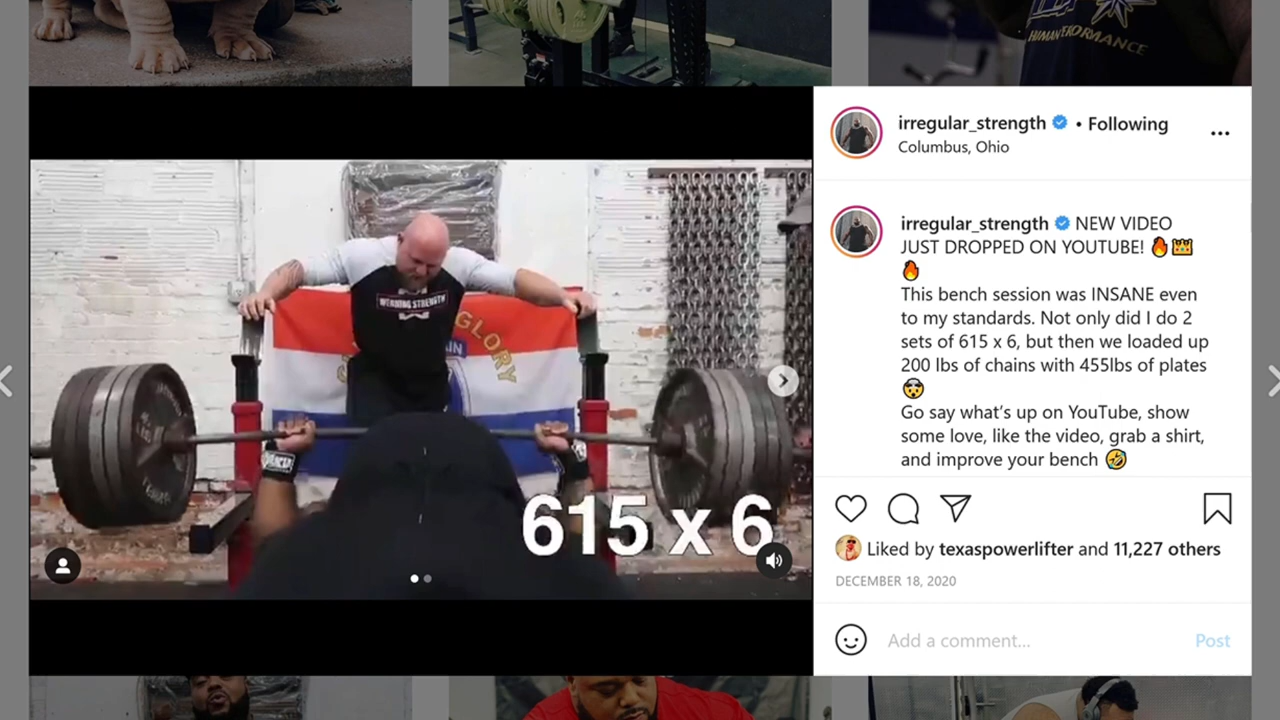 HUMAN PERFORMANCE
irregular_strength • Following
Columbus, Ohio
irregular_strength NEW VIDEO
JUST DROPPED ON YOUTUBE! 🔥👑
🔥
This bench session was INSANE even
to my standards. Not only did I do 2
sets of 615 x 6, but then we loaded up
200 lbs of chains with 455lbs of plates
🤯
Go say what’s up on YouTube, show
some love, like the video, grab a shirt,
and improve your bench 🤣
STRENGTH
GLORY
615 x 6
Liked by texaspowerlifter and 11,227 others
DECEMBER 18, 2020
Add a comment...
Post